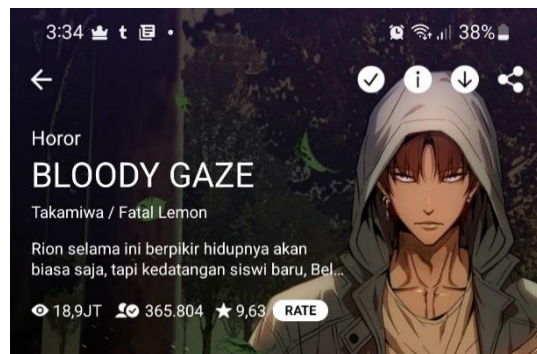 3:34 t 38%
Horor
BLOODY GAZE
Takamiwa / Fatal Lemon
Rion selama ini berpikir hidupnya akan
biasa saja, tapi kedatangan siswi baru, Bel...
18,9JT 365.804 9,63 RATE